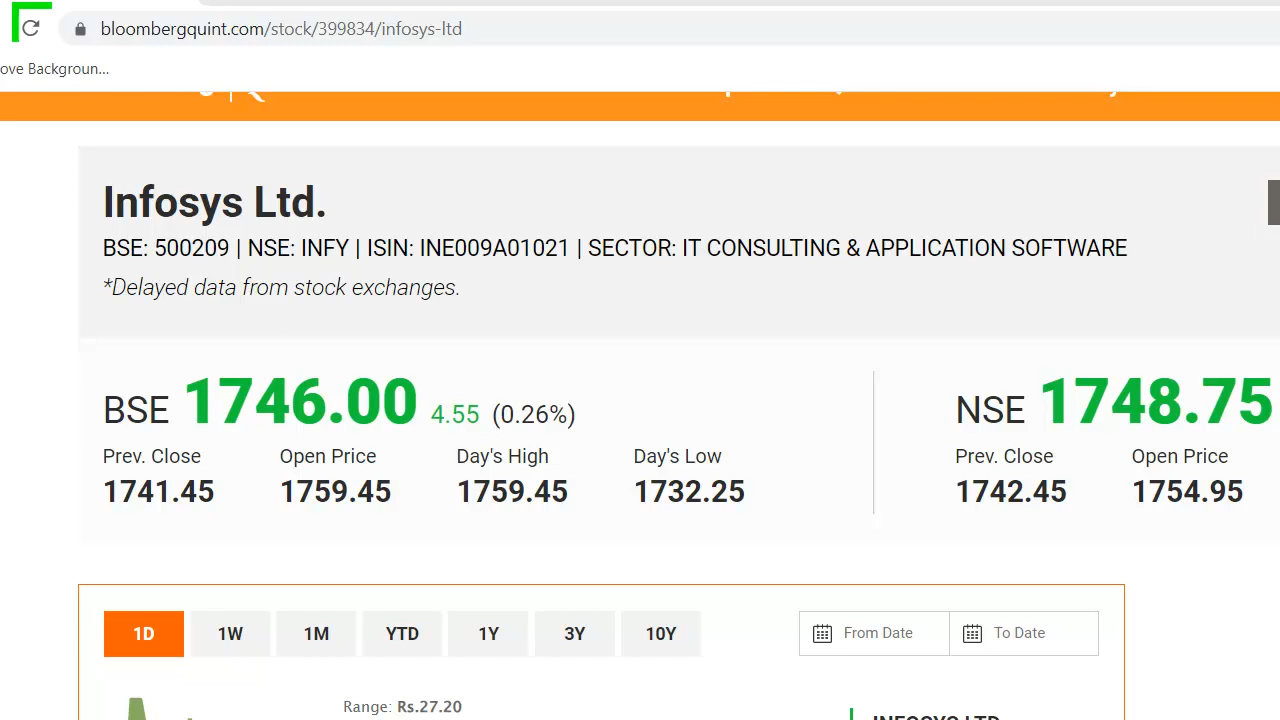 bloombergquint.com/stock/399834/infosys-ltd
ove Backgroun...
Infosys Ltd.
BSE: 500209 | NSE: INFY | ISIN: INE009A01021 | SECTOR: IT CONSULTING & APPLICATION SOFTWARE
*Delayed data from stock exchanges.
BSE 1746.00 4.55 (0.26%)
Prev. Close Open Price Day's High Day's Low
1741.45 1759.45 1759.45 1732.25
NSE 1748.75
Prev. Close Open Price
1742.45 1754.95
1D 1W 1M YTD 1Y 3Y 10Y From Date To Date
Range: Rs.27.20
INFOSYS LTD